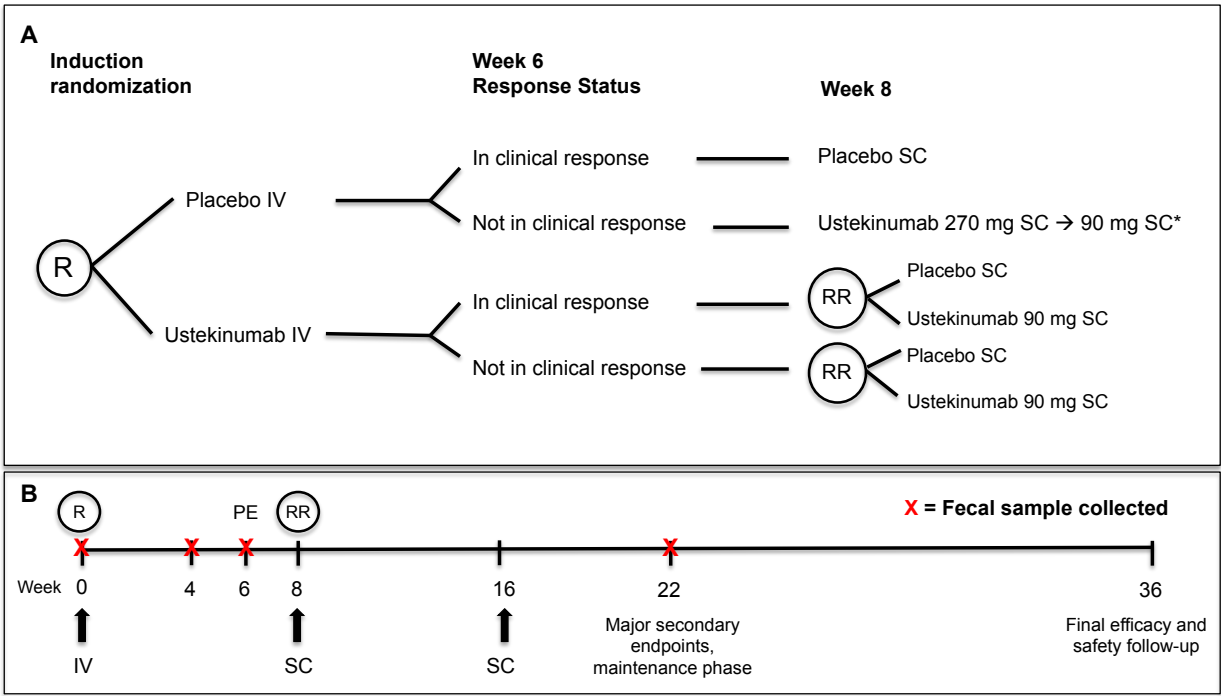 A
Induction
randomization
Week 6
Response Status
Week 8
In clinical response
Placebo SC
Placebo IV
Not in clinical response
Ustekinumab 270 mg SC → 90 mg SC*
R
In clinical response
RR
Placebo SC
Ustekinumab 90 mg SC
Ustekinumab IV
Not in clinical response
RR
Placebo SC
Ustekinumab 90 mg SC
B
R
PE
RR
X = Fecal sample collected
X X X X
Week 0 4 6 8 16 22 36
IV SC SC
Major secondary
endpoints,
maintenance phase
Final efficacy and
safety follow-up